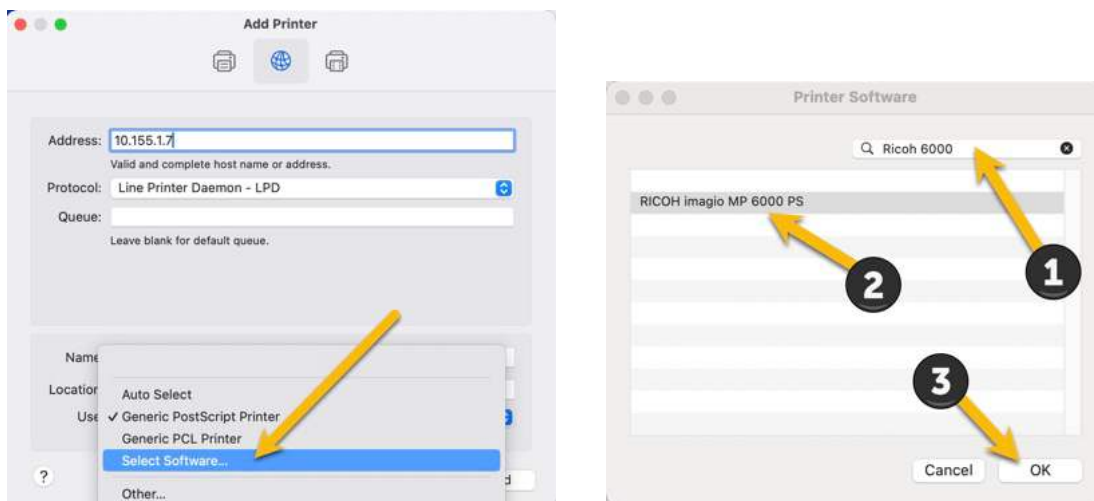 Add Printer
Address: 10.155.1.7
Valid and complete host name or address.
Protocol: Line Printer Daemon - LPD
Queue:
Leave blank for default queue.
Name
Location
Auto Select
Use ✓ Generic PostScript Printer
Generic PCL Printer
Select Software...
?
Other...
Printer Software
Ricoh 6000
RICOH imagio MP 6000 PS
1
2
3
Cancel OK